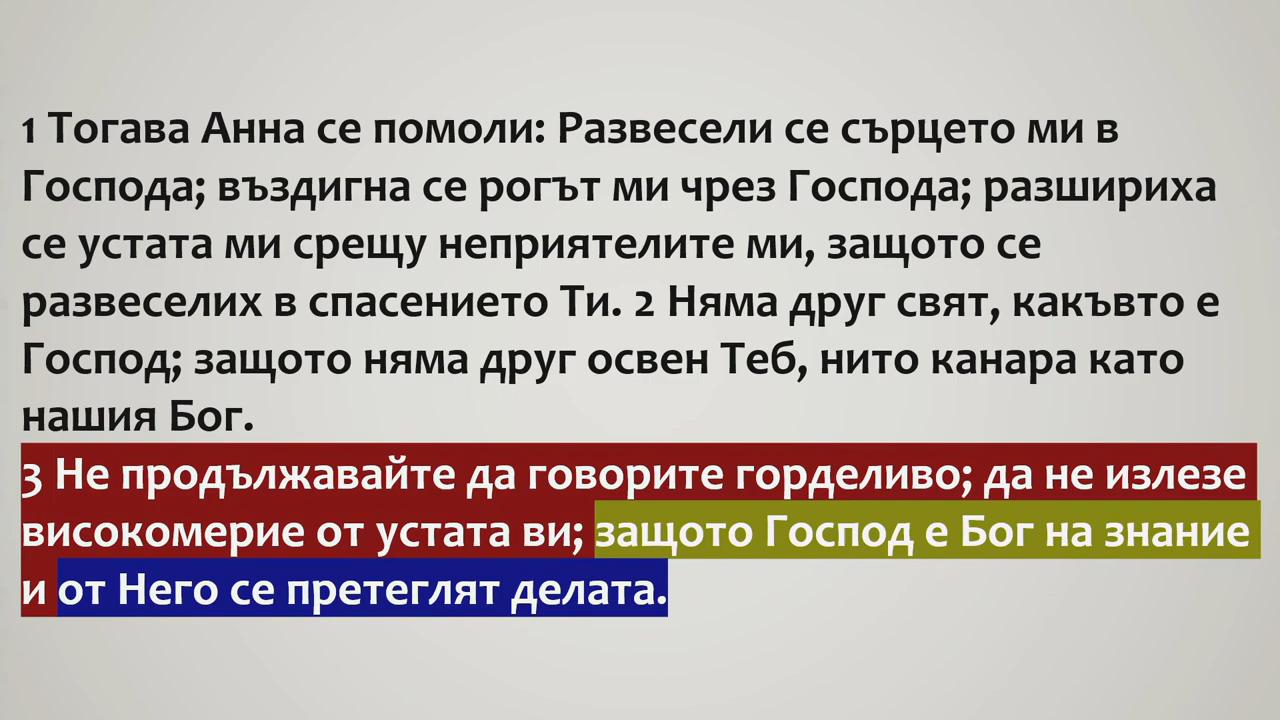 1 Тогава Анна се помоли: Развесели се сърцето ми в
Господа; въздигна се рогът ми чрез Господа; разшириха
се устата ми срещу неприятелите ми, защото се
развеселих в спасението Ти. 2 Няма друг свят, какъвто е
Господ; защото няма друг освен Теб, нито канара като
нашия Бог.
3 Не продължавайте да говорите горделиво; да не излезе
високомерие от устата ви; защото Господ е Бог на знание
и от Него се претеглят делата.